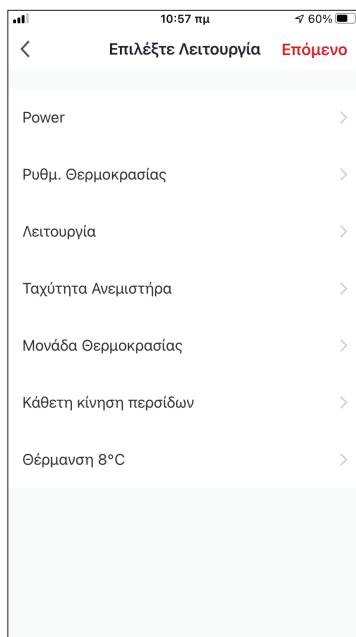 10:57 πμ
60%
Επιλέξτε Λειτουργία
Επόμενο
Power
Ρυθμ. Θερμοκρασίας
Λειτουργία
Ταχύτητα Ανεμιστήρα
Μονάδα Θερμοκρασίας
Κάθετη κίνηση περσίδων
Θέρμανση 8°C